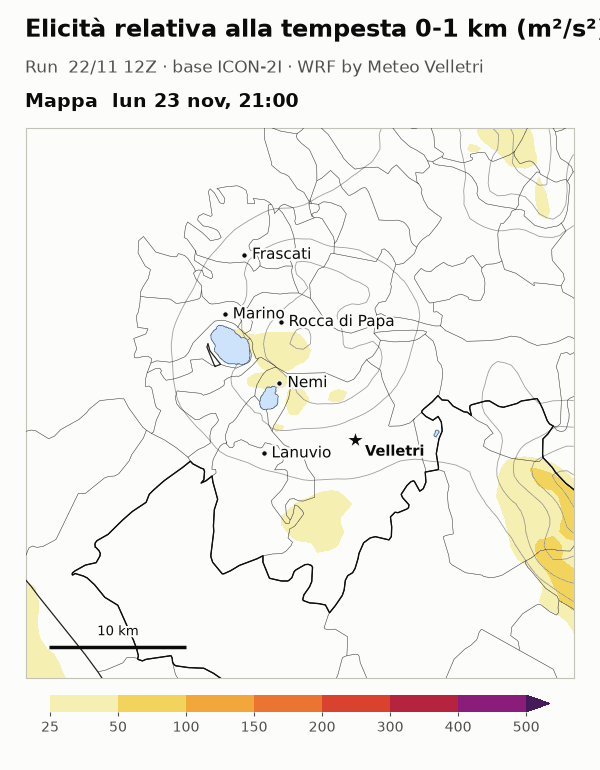 Elicità relativa alla tempesta 0-1 km (m²/s²)
Run 22/11 12Z · base ICON-2I · WRF by Meteo Velletri
Mappa lun 23 nov, 21:00
Frascati
Marino
Rocca di Papa
Nemi
Velletri
Lanuvio
10 km
25 50 100 150 200 300 400 500